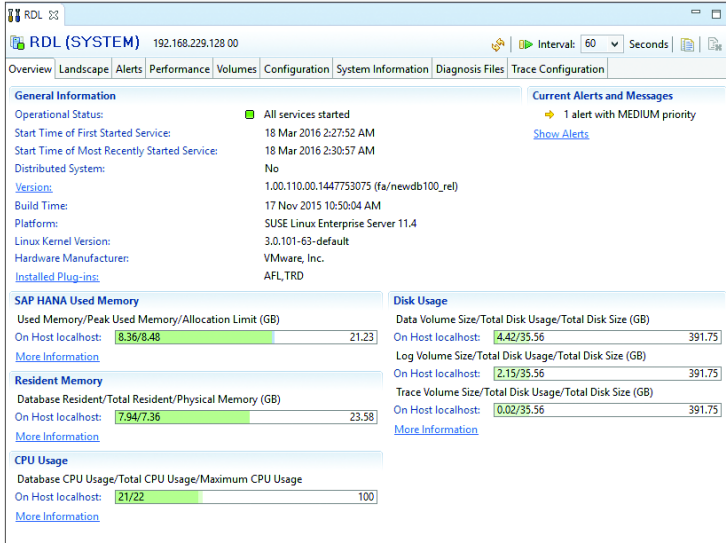 RDL
RDL (SYSTEM) 192.168.229.128 00 Interval: 60 Seconds
Overview Landscape Alerts Performance Volumes Configuration System Information Diagnosis Files Trace Configuration
General Information
Operational Status: All services started
Start Time of First Started Service: 18 Mar 2016 2:27:52 AM
Start Time of Most Recently Started Service: 18 Mar 2016 2:30:57 AM
Distributed System: No
Version: 1.00.110.00.1447753075 (fa/newdb100_rel)
Build Time: 17 Nov 2015 10:50:04 AM
Platform: SUSE Linux Enterprise Server 11.4
Linux Kernel Version: 3.0.101-63-default
Hardware Manufacturer: VMware, Inc.
Installed Plug-ins: AFL,TRD
Current Alerts and Messages
1 alert with MEDIUM priority
Show Alerts
SAP HANA Used Memory
Used Memory/Peak Used Memory/Allocation Limit (GB)
On Host localhost: 8.36/8.48 21.23
More Information
Resident Memory
Database Resident/Total Resident/Physical Memory (GB)
On Host localhost: 7.94/7.36 23.58
More Information
CPU Usage
Database CPU Usage/Total CPU Usage/Maximum CPU Usage
On Host localhost: 21/22 100
More Information
Disk Usage
Data Volume Size/Total Disk Usage/Total Disk Size (GB)
On Host localhost: 4.42/35.56 391.75
Log Volume Size/Total Disk Usage/Total Disk Size (GB)
On Host localhost: 2.15/35.56 391.75
Trace Volume Size/Total Disk Usage/Total Disk Size (GB)
On Host localhost: 0.02/35.56 391.75
More Information